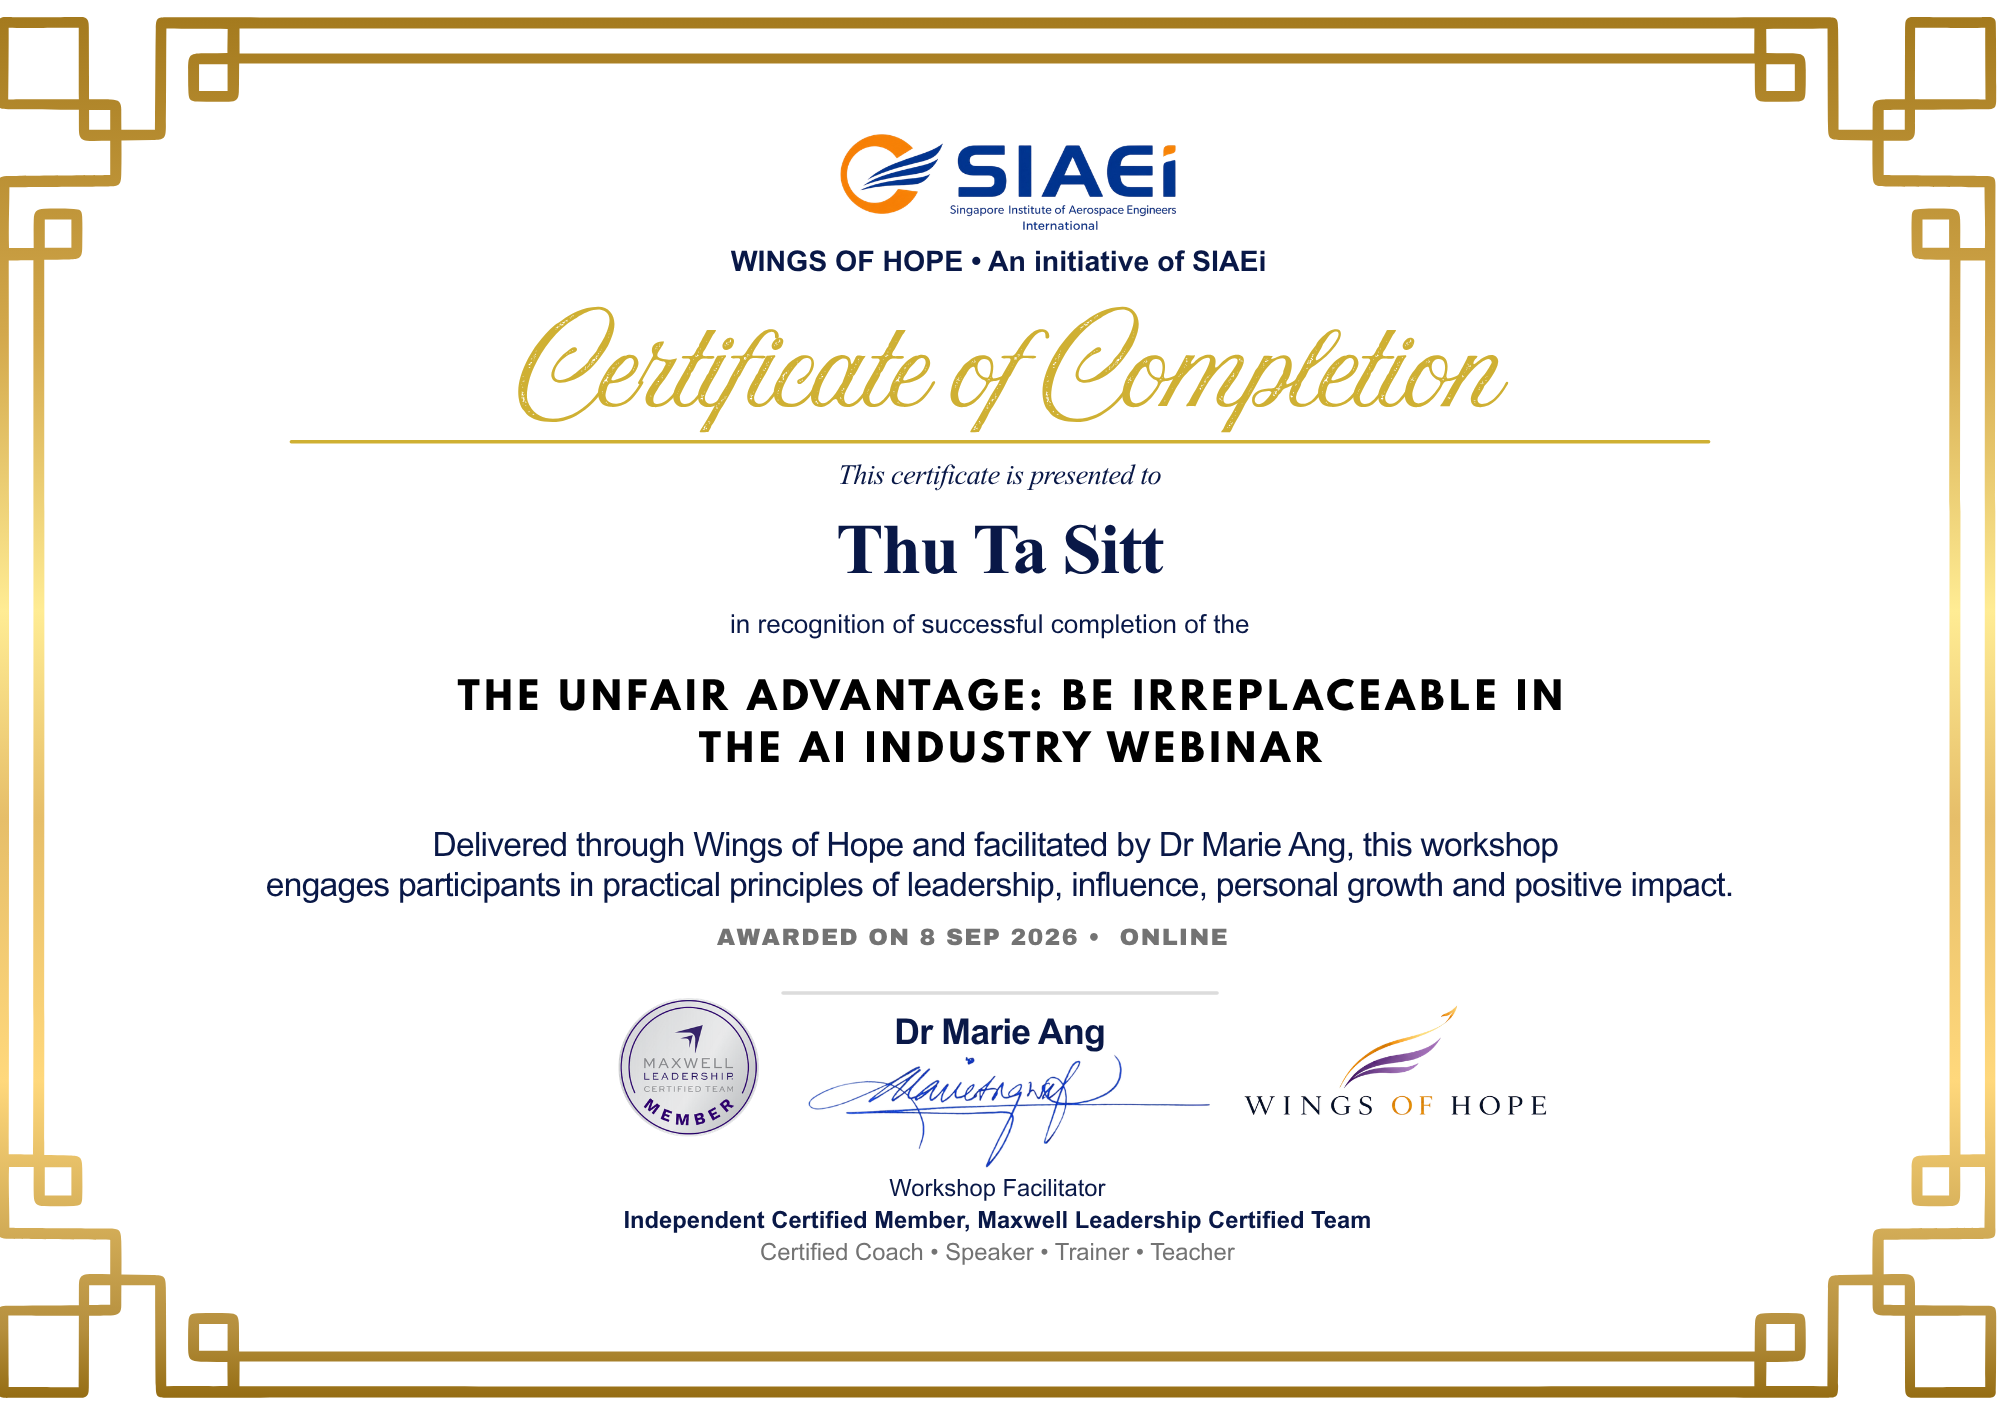 SIAEi
Singapore Institute of Aerospace Engineers
International
WINGS OF HOPE • An initiative of SIAEi
Certificate of Completion
This certificate is presented to
Thu Ta Sitt
in recognition of successful completion of the
THE UNFAIR ADVANTAGE: BE IRREPLACEABLE IN
THE AI INDUSTRY WEBINAR
Delivered through Wings of Hope and facilitated by Dr Marie Ang, this workshop
engages participants in practical principles of leadership, influence, personal growth and positive impact.
AWARDED ON 8 SEP 2026 • ONLINE
MAXWELL
LEADERSHIP
CERTIFIED TEAM
MEMBER
Dr Marie Ang
WINGS OF HOPE
Workshop Facilitator
Independent Certified Member, Maxwell Leadership Certified Team
Certified Coach • Speaker • Trainer • Teacher